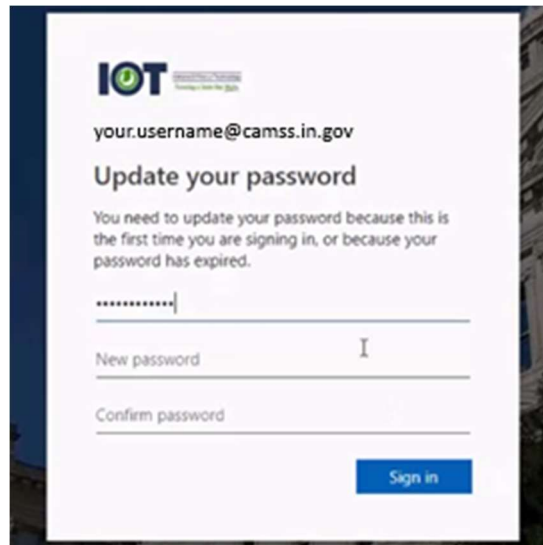 IOT
your.username@camss.in.gov
Update your password
You need to update your password because this is
the first time you are signing in, or because your
password has expired.
••••••••••••
New password
Confirm password
Sign in